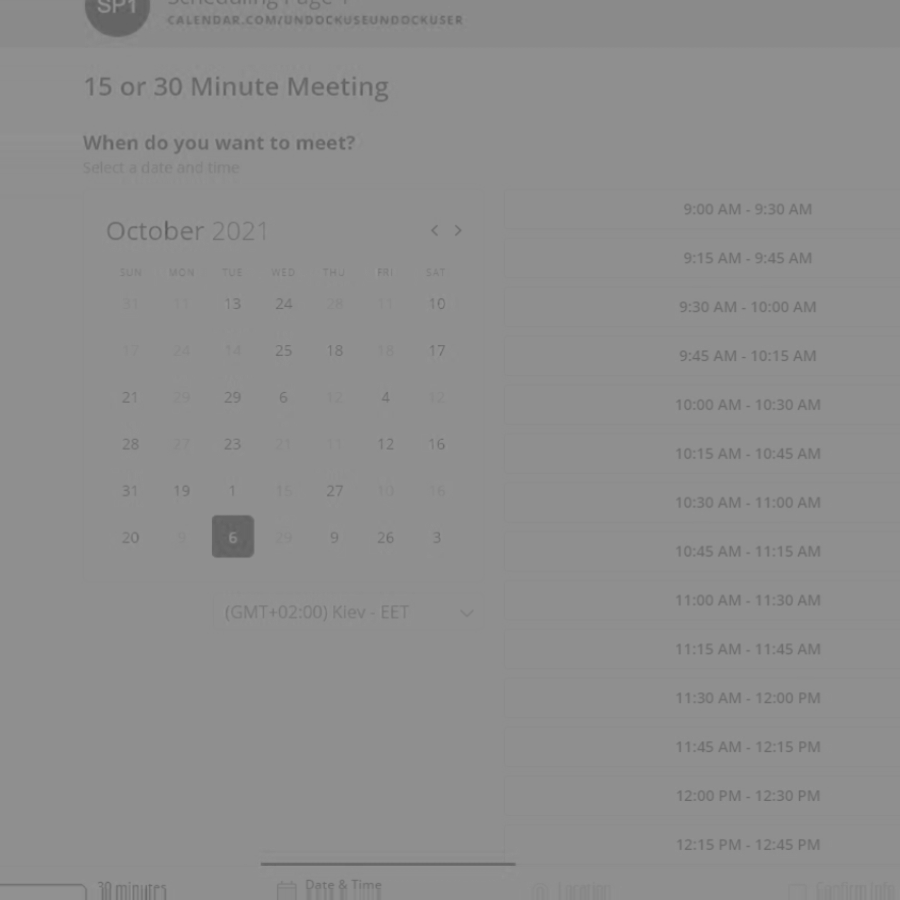 SP1
Scheduling Page 1
CALENDAR.COM/UNDOCKUSEUNDOCKUSER
15 or 30 Minute Meeting
When do you want to meet?
Select a date and time
October 2021
SUN MON TUE WED THU FRI SAT
31 11 13 24 28 11 10
17 24 14 25 18 18 17
21 29 29 6 12 4 12
28 27 23 21 11 12 16
31 19 1 15 27 10 16
20 9 6 29 9 26 3
(GMT+02:00) Kiev - EET
9:00 AM - 9:30 AM
9:15 AM - 9:45 AM
9:30 AM - 10:00 AM
9:45 AM - 10:15 AM
10:00 AM - 10:30 AM
10:15 AM - 10:45 AM
10:30 AM - 11:00 AM
10:45 AM - 11:15 AM
11:00 AM - 11:30 AM
11:15 AM - 11:45 AM
11:30 AM - 12:00 PM
11:45 AM - 12:15 PM
12:00 PM - 12:30 PM
12:15 PM - 12:45 PM
30 minutes
Date & Time
Location
Confirm Info